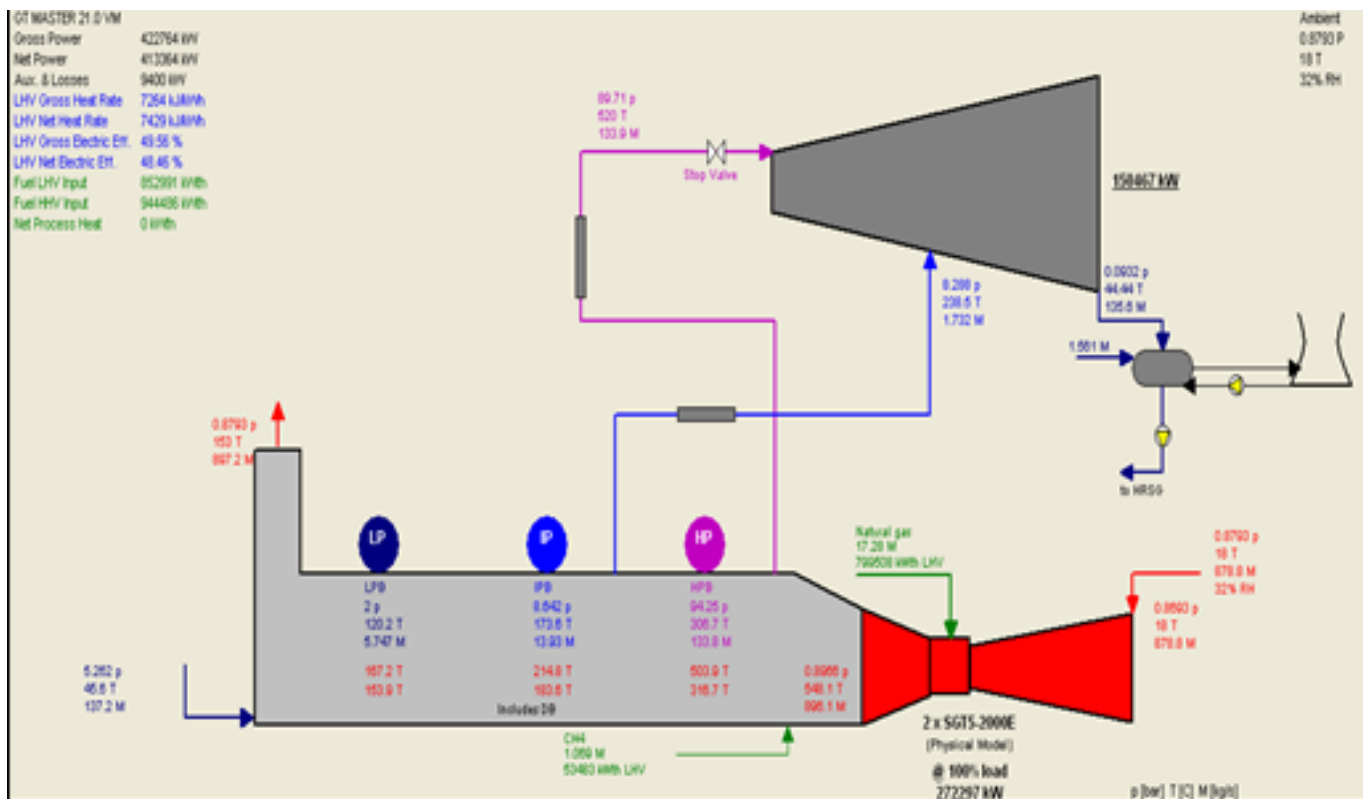 GT MASTER 21.0 VM
Gross Power 422764 kW
Net Power 413364 kW
Aux. & Losses 9400 kW
LHV Gross Heat Rate 7264 kJ/kWh
LHV Net Heat Rate 7429 kJ/kWh
LHV Gross Electric Eff. 49.56 %
LHV Net Electric Eff. 48.46 %
Fuel LHV Input 852991 kWth
Fuel HHV Input 944486 kWth
Net Process Heat 0 kWth
Ambient
0.8793 P
18 T
32% RH
89.71 p
520 T
133.9 M
Stop Valve
150467 kW
8.288 p
238.5 T
1.732 M
0.0932 p
44.44 T
135.6 M
1.561 M
to HRSG
0.8793 p
153 T
897.2 M
LP
IP
HP
LPB
2 p
120.2 T
5.747 M
167.2 T
153.9 T
IPB
8.642 p
173.6 T
13.93 M
214.8 T
183.6 T
HPB
94.25 p
306.7 T
133.8 M
503.9 T
316.7 T
Includes DB
0.8966 p
548.1 T
896.1 M
5.262 p
46.6 T
137.2 M
CH4
1.069 M
53483 kWth LHV
Natural gas
17.28 M
799508 kWth LHV
0.8793 p
18 T
878.8 M
32% RH
0.8693 p
18 T
878.8 M
2 x SGT5-2000E
(Physical Model)
@ 100% load
272297 kW
p [bar] T [C] M [kg/s]